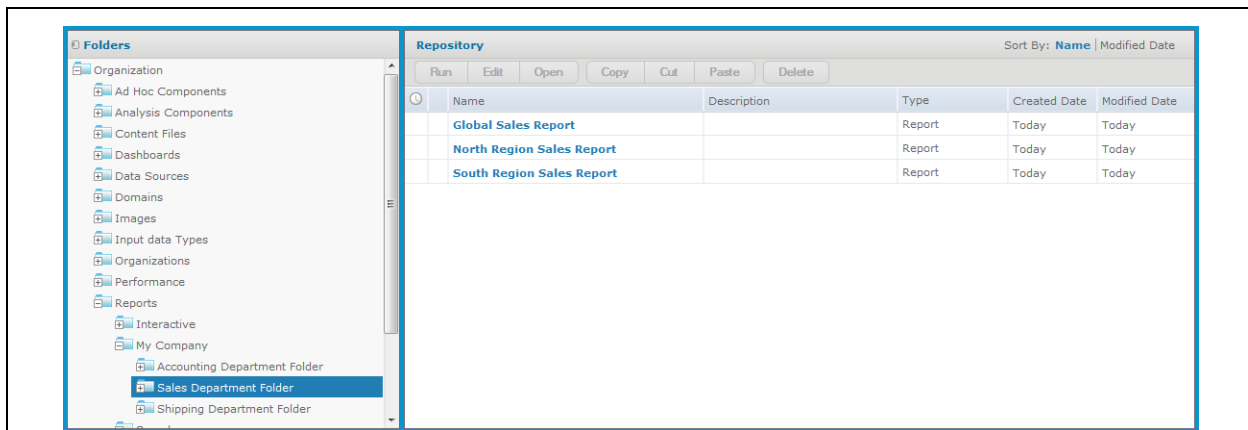 Folders
Organization
Ad Hoc Components
Analysis Components
Content Files
Dashboards
Data Sources
Domains
Images
Input data Types
Organizations
Performance
Reports
Interactive
My Company
Accounting Department Folder
Sales Department Folder
Shipping Department Folder
Repository
Sort By: Name | Modified Date
Run Edit Open Copy Cut Paste Delete
Name Description Type Created Date Modified Date
Global Sales Report Report Today Today
North Region Sales Report Report Today Today
South Region Sales Report Report Today Today